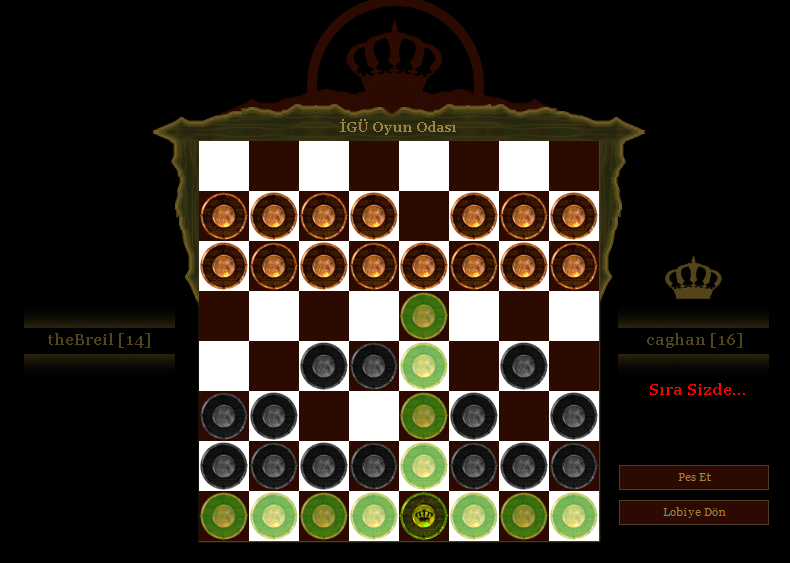 İGÜ Oyun Odası
theBreil [14]
caghan [16]
Sıra Sizde...
Pes Et
Lobiye Dön